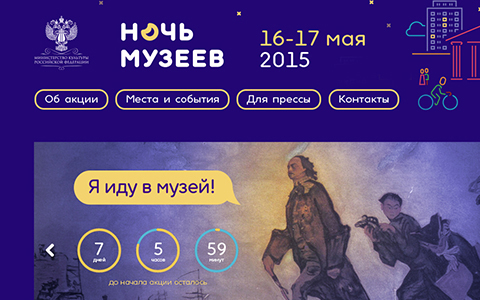 МИНИСТЕРСТВО КУЛЬТУРЫ
РОССИЙСКОЙ ФЕДЕРАЦИИ
НОЧЬ
МУЗЕЕВ
16-17 мая
2015
Об акции
Места и события
Для прессы
Контакты
Я иду в музей!
7
дней
5
часов
59
минут
до начала акции осталось